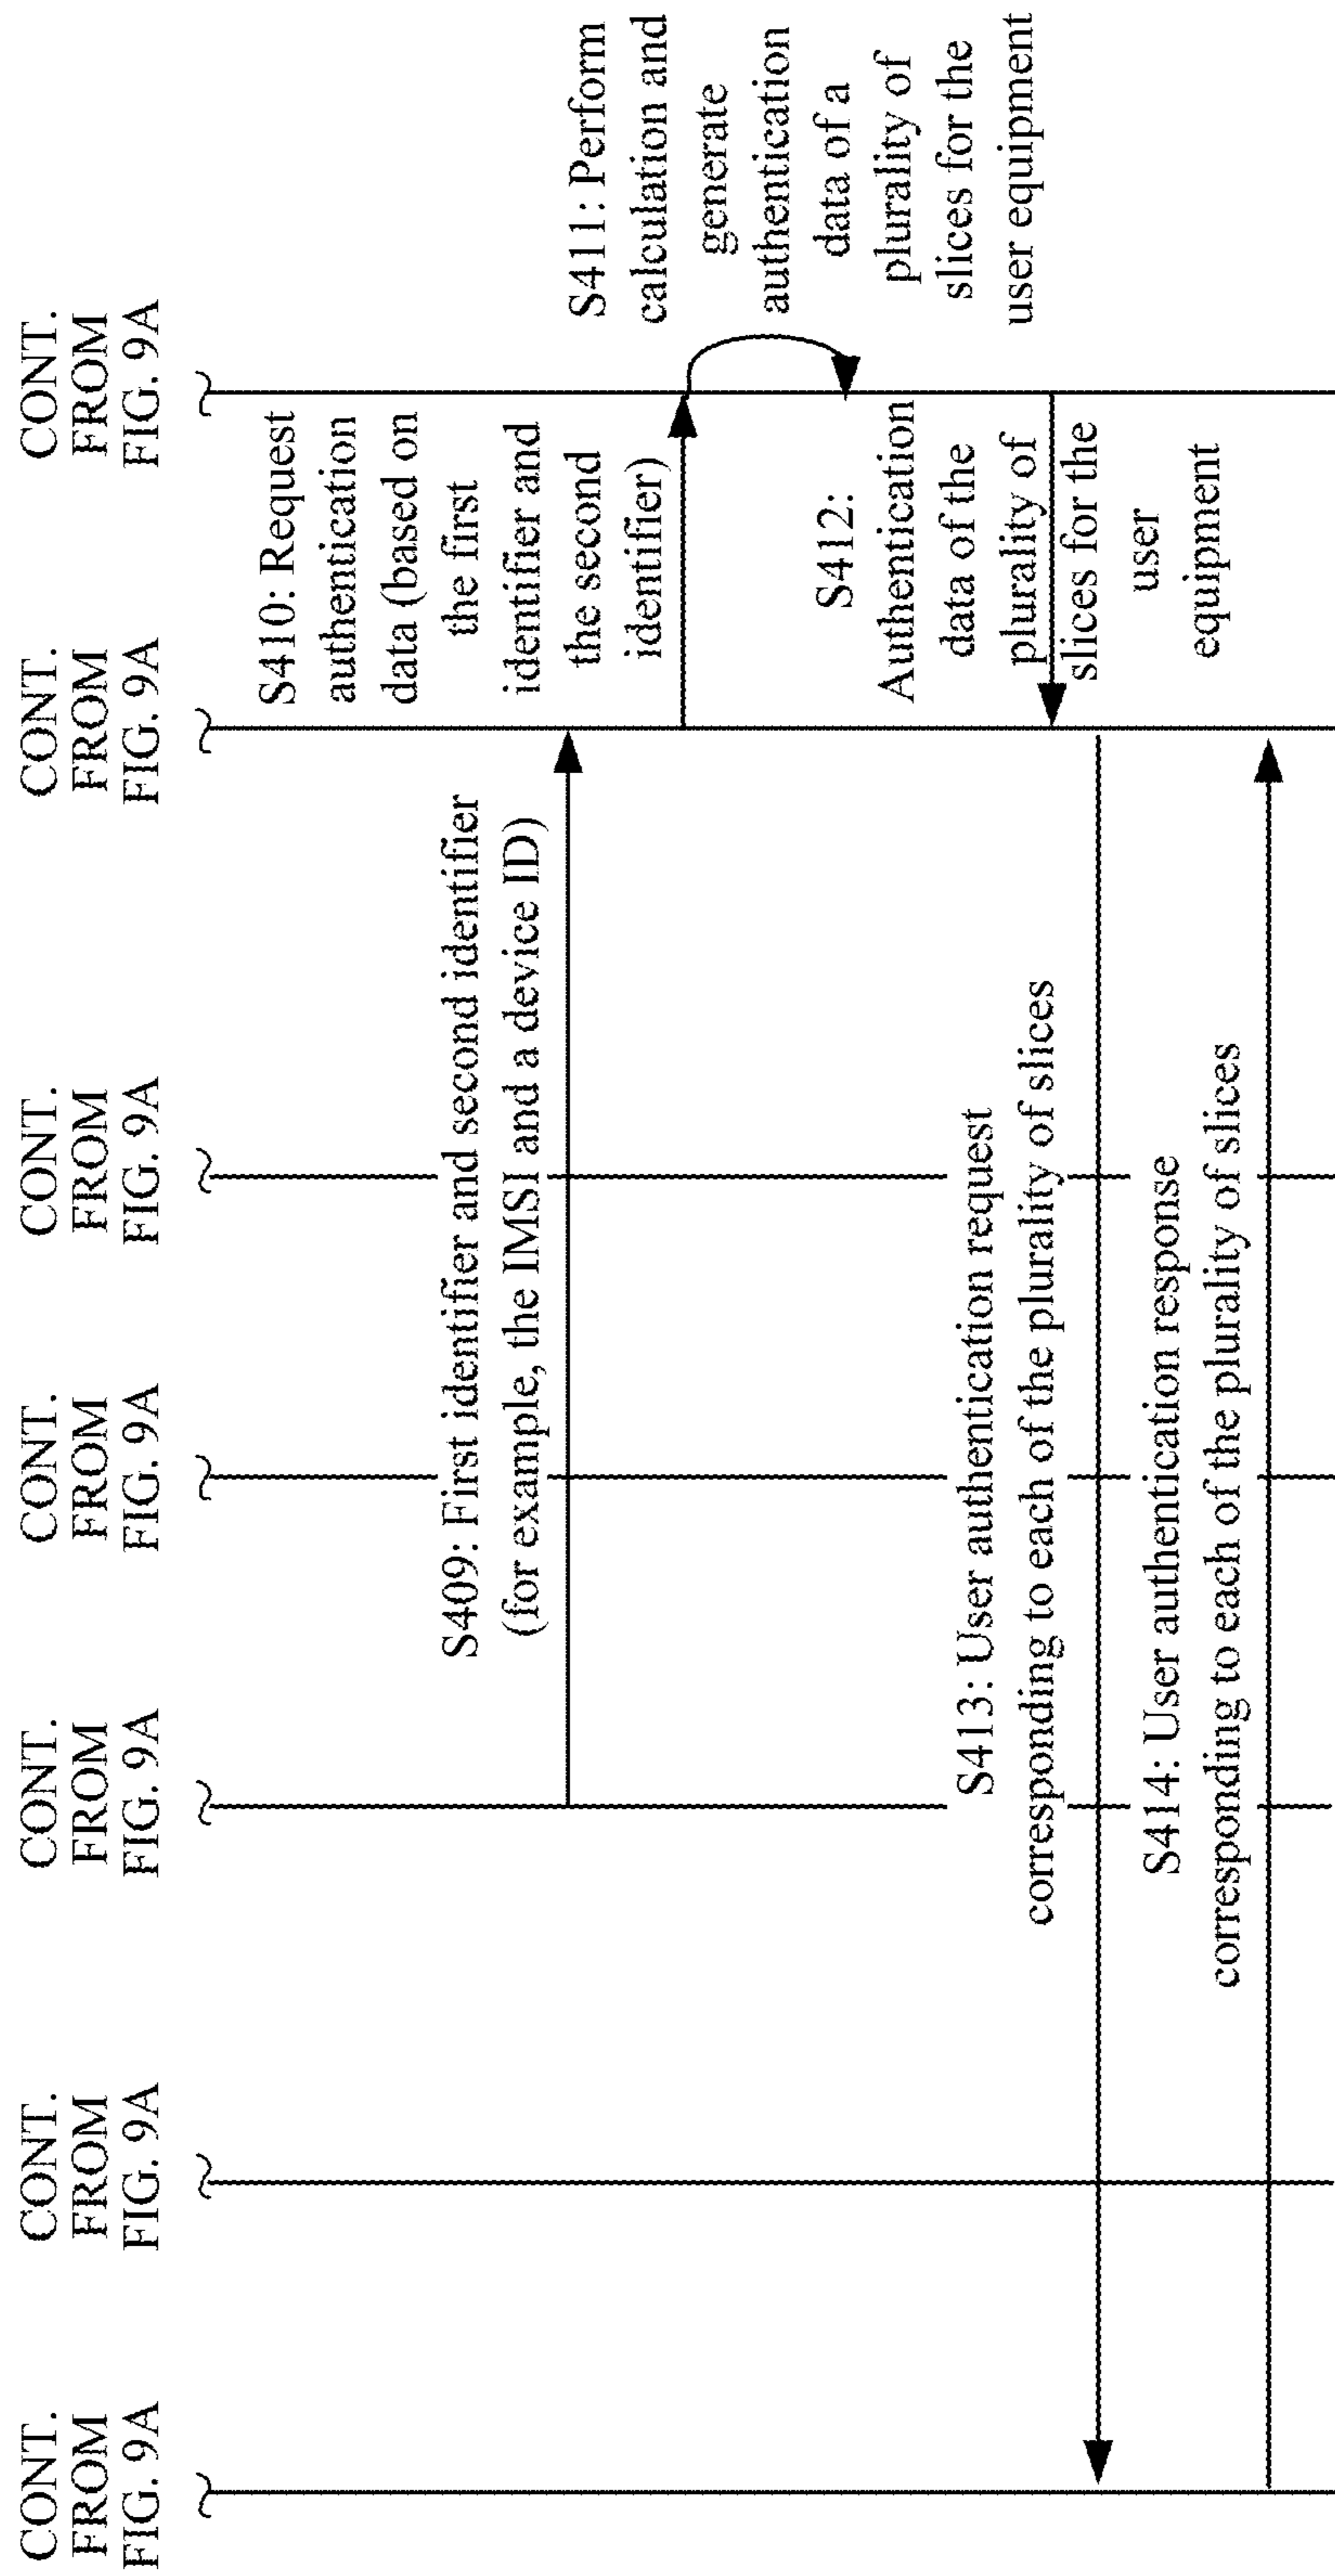 CONT.
FROM
FIG. 9A
CONT.
FROM
FIG. 9A
CONT.
FROM
FIG. 9A
CONT.
FROM
FIG. 9A
CONT.
FROM
FIG. 9A
CONT.
FROM
FIG. 9A
CONT.
FROM
FIG. 9A
S409: First identifier and second identifier
(for example, the IMSI and a device ID)
S410: Request
authentication
data (based on
the first
identifier and
the second
identifier)
S411: Perform
calculation and
generate
authentication
data of a
plurality of
slices for the
user equipment
S412:
Authentication
data of the
plurality of
slices for the
user
equipment
S413: User authentication request
corresponding to each of the plurality of slices
S414: User authentication response
corresponding to each of the plurality of slices